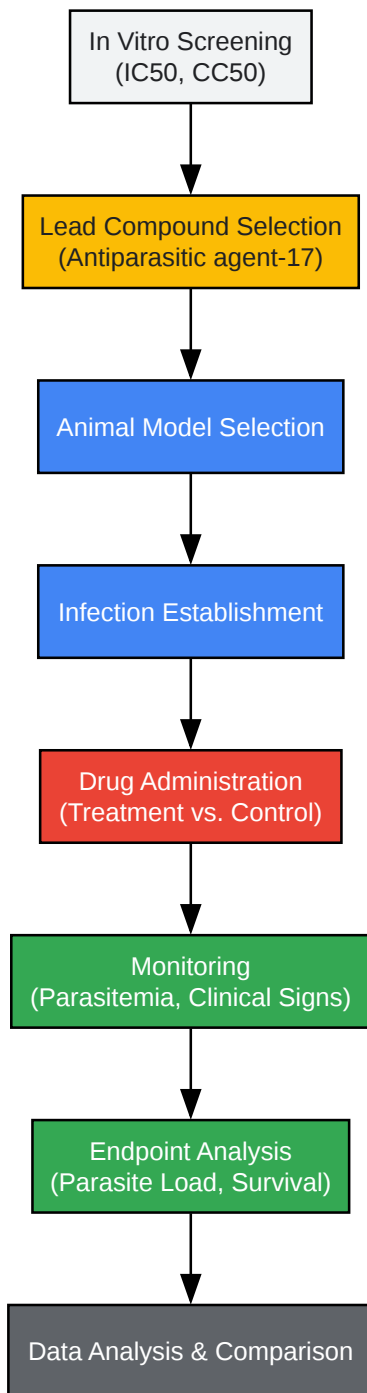 In Vitro Screening
(IC50, CC50)
Lead Compound Selection
(Antiparasitic agent-17)
Animal Model Selection
Infection Establishment
Drug Administration
(Treatment vs. Control)
Monitoring
(Parasitemia, Clinical Signs)
Endpoint Analysis
(Parasite Load, Survival)
Data Analysis & Comparison